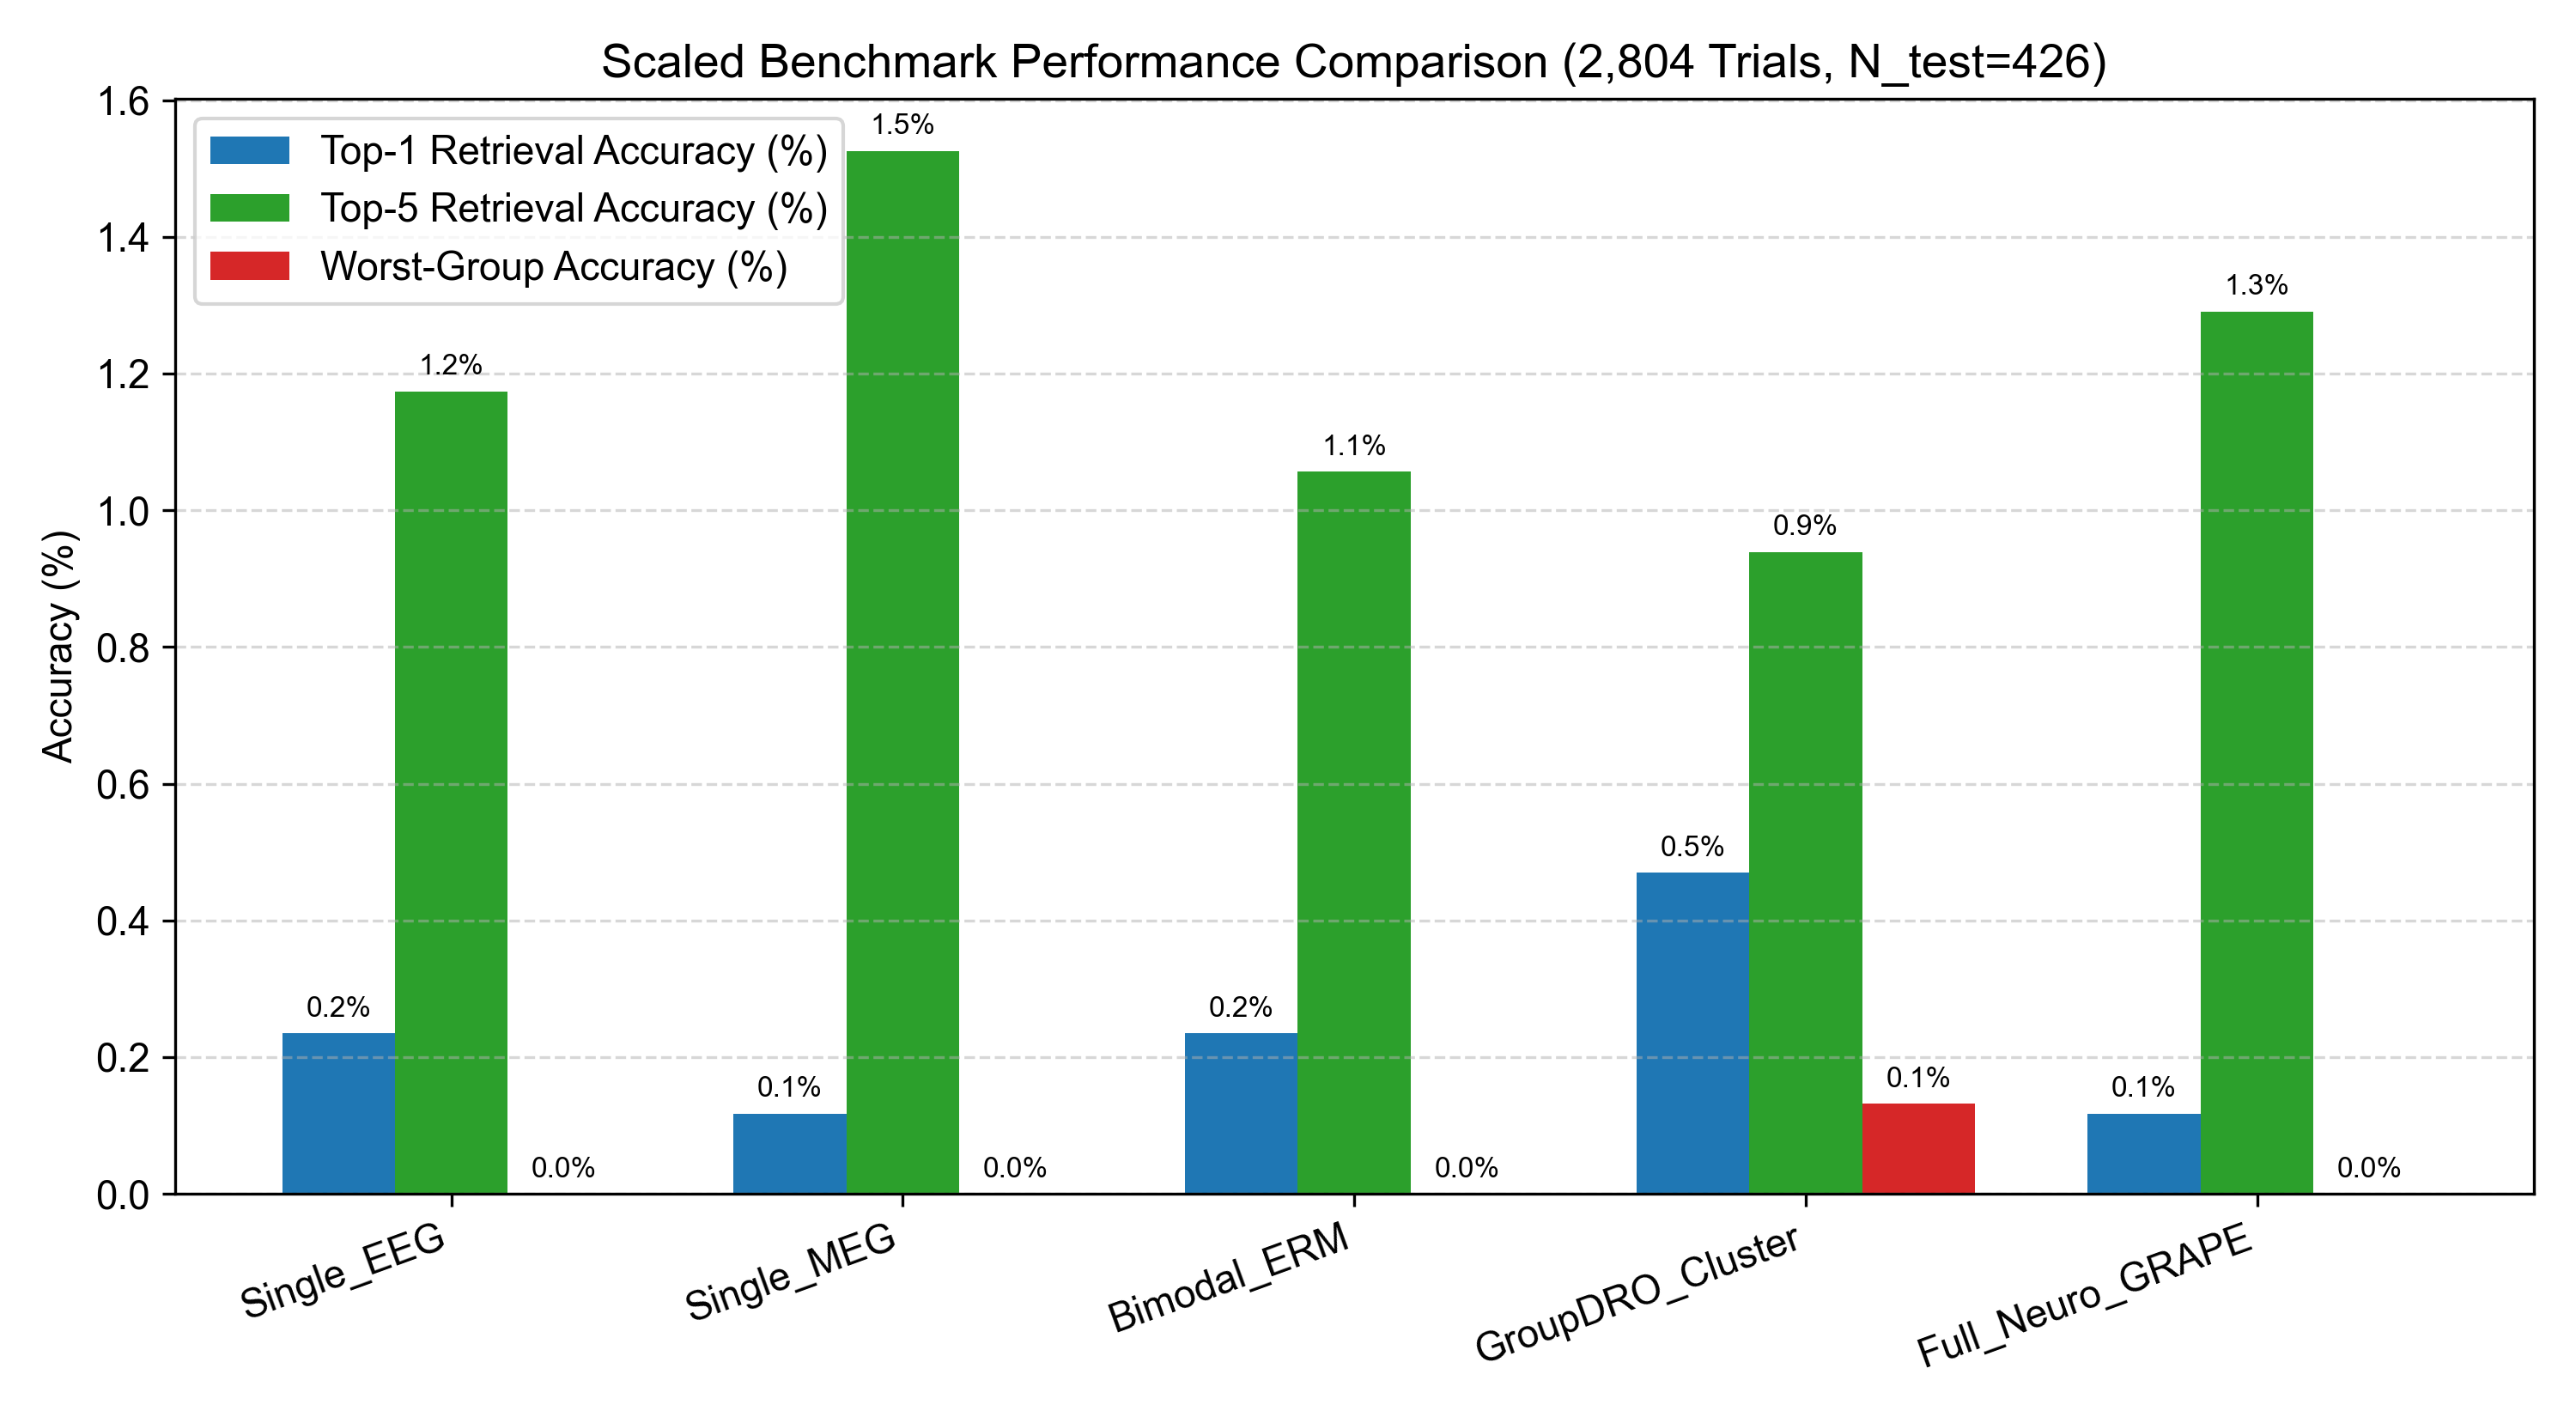 Scaled Benchmark Performance Comparison (2,804 Trials, N_test=426)
Accuracy (%)
1.6
1.4
1.2
1.0
0.8
0.6
0.4
0.2
0.0
Top-1 Retrieval Accuracy (%)
Top-5 Retrieval Accuracy (%)
Worst-Group Accuracy (%)
0.2%
1.2%
0.0%
0.1%
1.5%
0.0%
0.2%
1.1%
0.0%
0.5%
0.9%
0.1%
0.1%
1.3%
0.0%
Single_EEG
Single_MEG
Bimodal_ERM
GroupDRO_Cluster
Full_Neuro_GRAPE